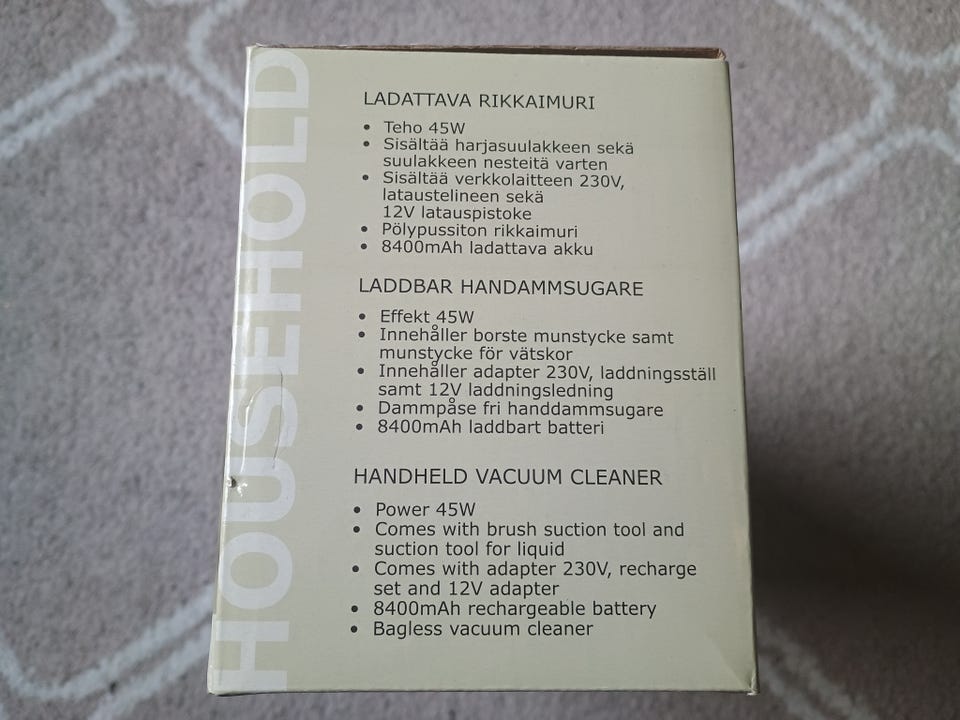 HOUSEHOLD
LADATTAVA RIKKAIMURI
• Teho 45W
• Sisältää harjasuulakkeen sekä
suulakkeen nesteitä varten
• Sisältää verkkolaitteen 230V,
lataustelineen sekä
12V latauspistoke
• Pölypussiton rikkaimuri
• 8400mAh ladattava akku
LADDBAR HANDAMMSUGARE
• Effekt 45W
• Innehåller borste munstycke samt
munstycke för vätskor
• Innehåller adapter 230V, laddningsställ
samt 12V laddningsledning
• Dammpåse fri handdammsugare
• 8400mAh laddbart batteri
HANDHELD VACUUM CLEANER
• Power 45W
• Comes with brush suction tool and
suction tool for liquid
• Comes with adapter 230V, recharge
set and 12V adapter
• 8400mAh rechargeable battery
• Bagless vacuum cleaner